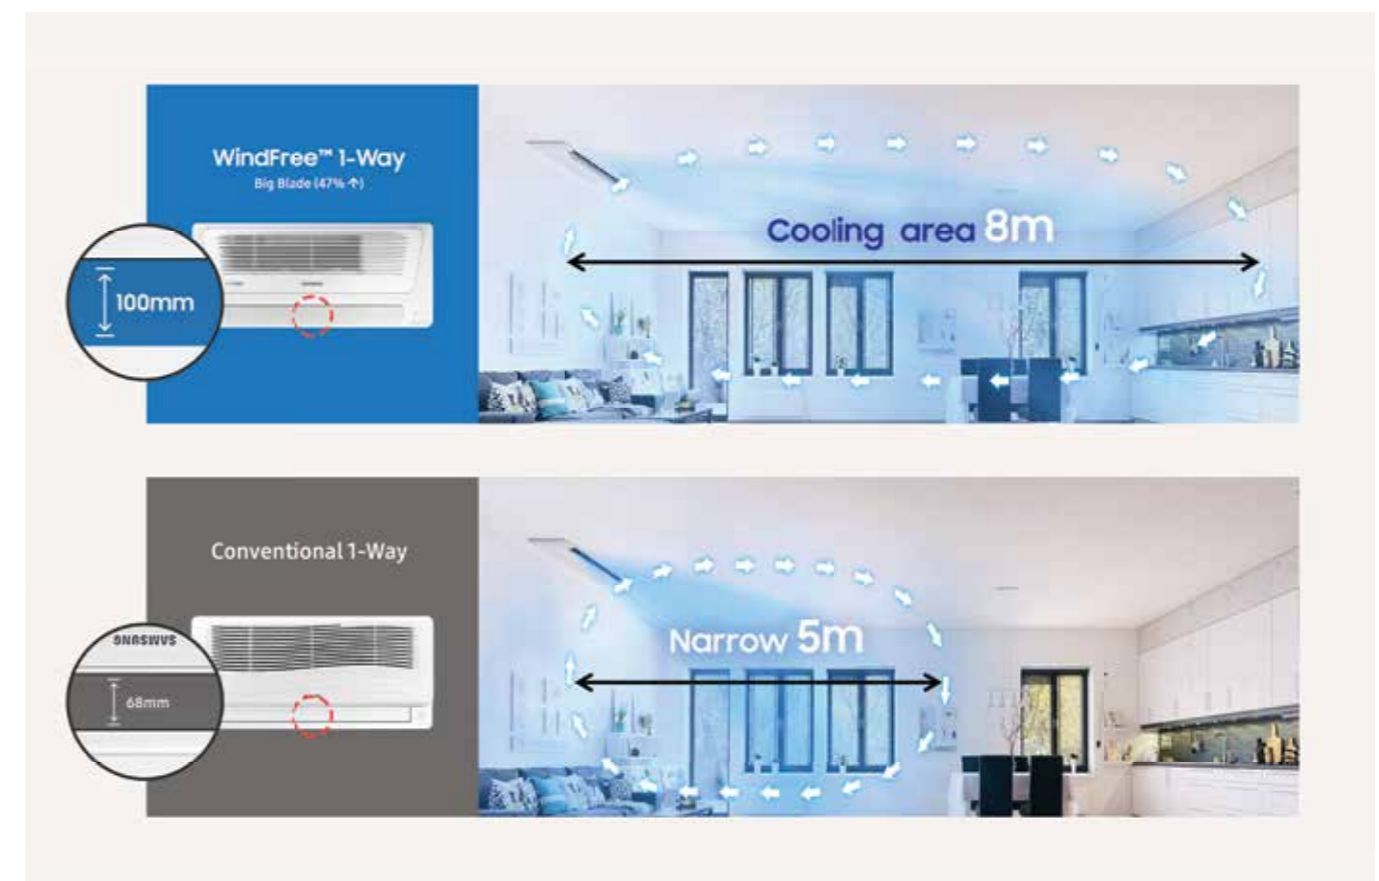 WindFree™ 1-Way
Big Blade (47% ↑)
100mm
Cooling area 8m
Conventional 1-Way
SAMSUNG
68mm
Narrow 5m